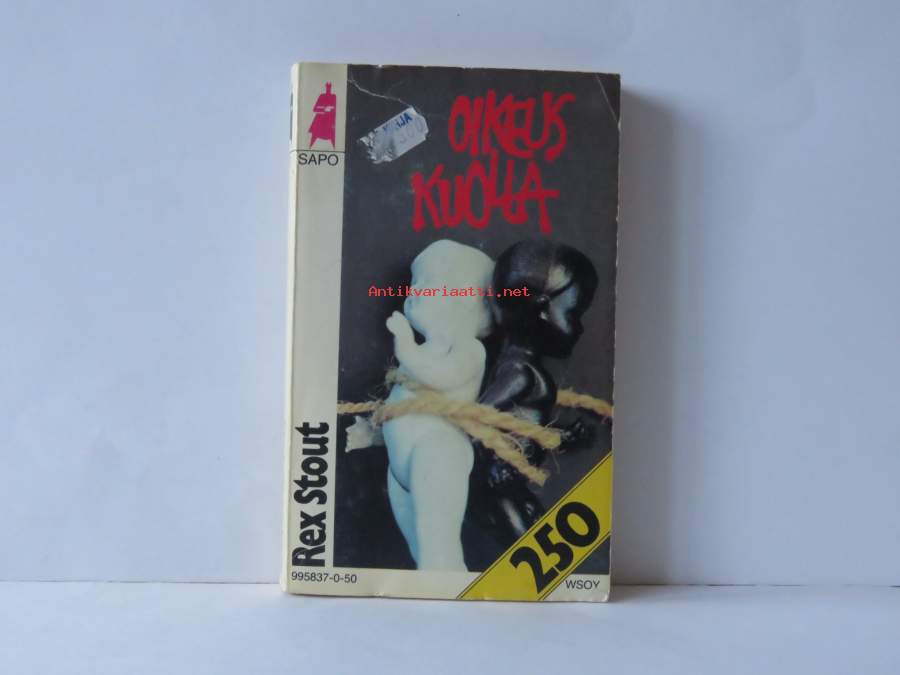 SAPO
OIKEUS
KUOLLA
Antikvariaatti.net
Rex Stout
250
995837-0-50
WSOY